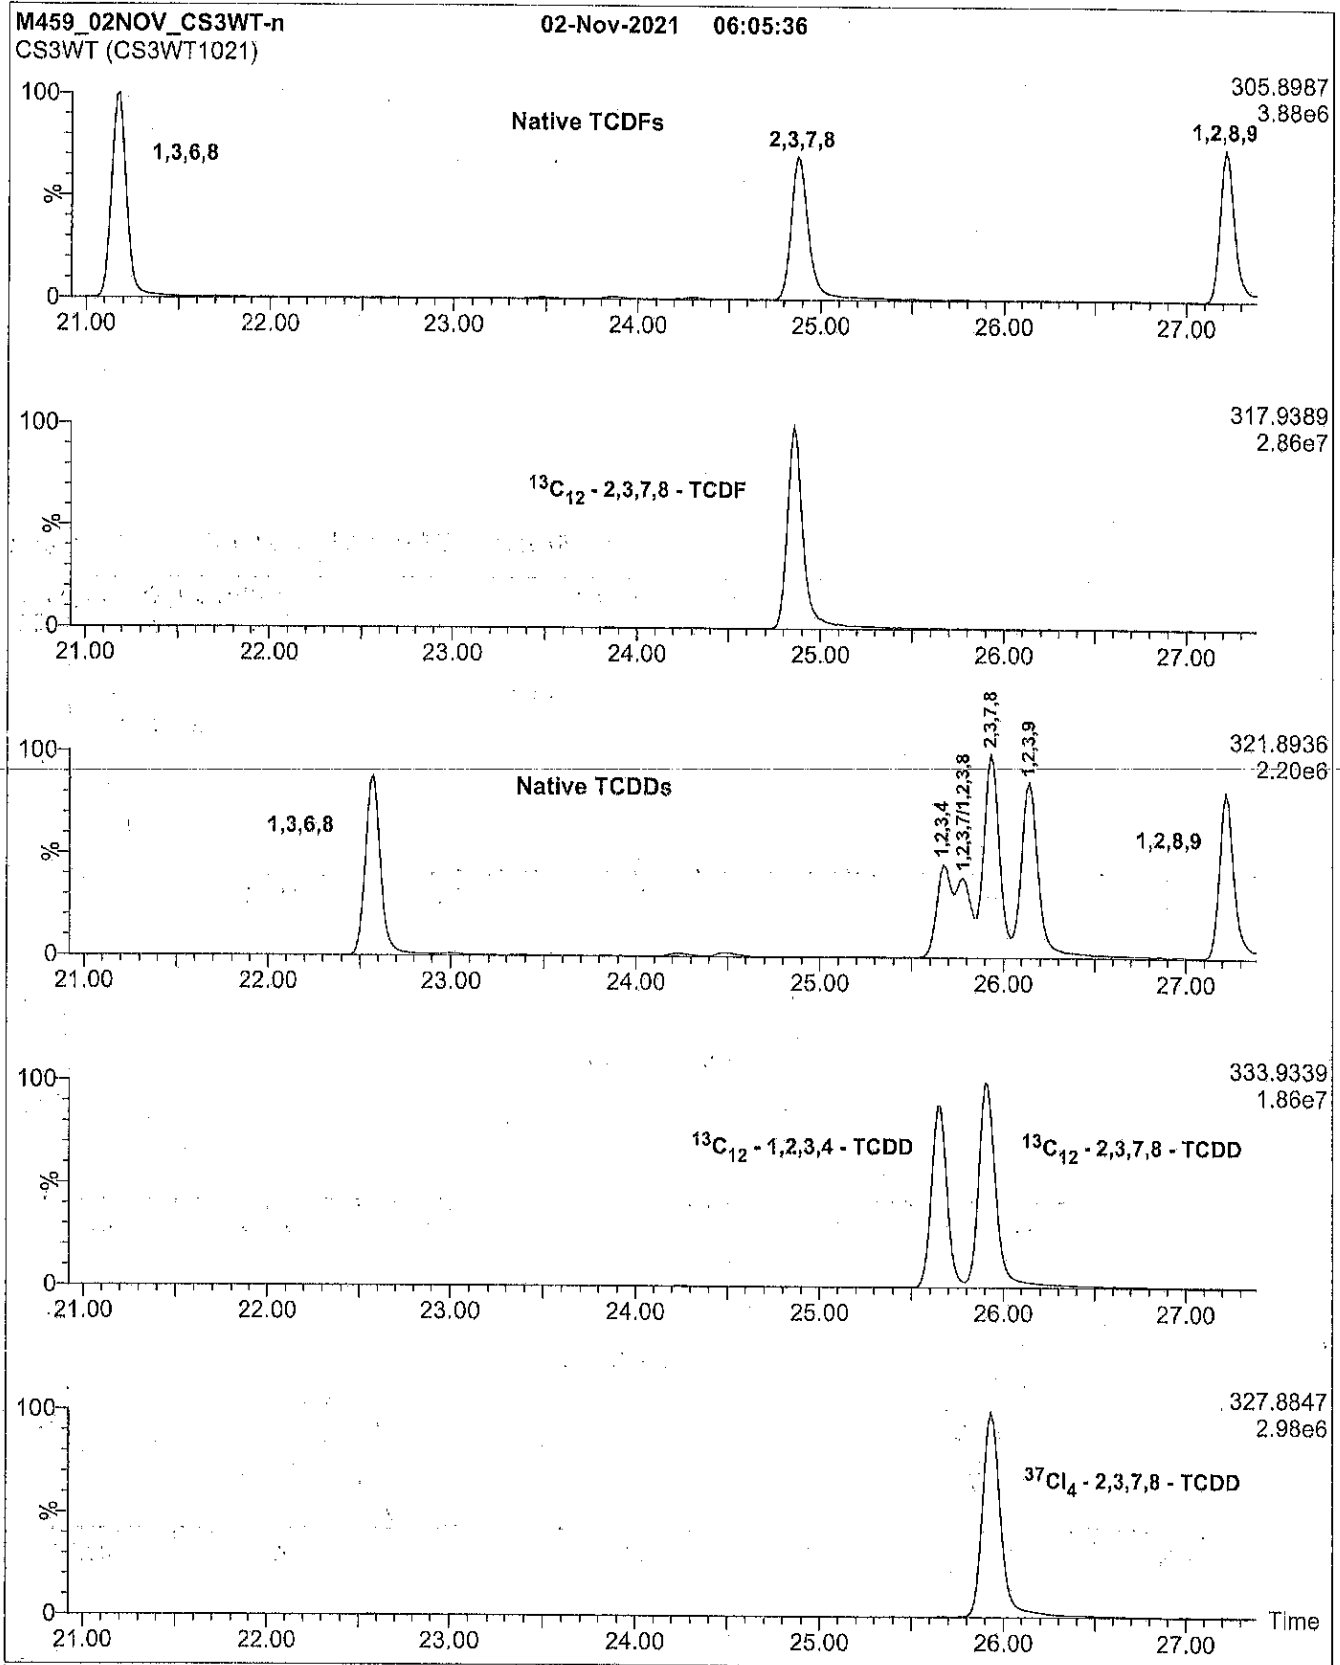 M459_02NOV_CS3WT-n 02-Nov-2021 06:05:36
CS3WT (CS3WT1021)
305.8987
3.88e6
100
%
0
Native TCDFs
1,3,6,8
2,3,7,8
1,2,8,9
21.00 22.00 23.00 24.00 25.00 26.00 27.00
317.9389
2.86e7
100
%
0
¹³C₁₂ - 2,3,7,8 - TCDF
21.00 22.00 23.00 24.00 25.00 26.00 27.00
321.8936
2.20e6
100
%
0
Native TCDDs
1,3,6,8
1,2,3,4
1,2,3,7/1,2,3,8
2,3,7,8
1,2,3,9
1,2,8,9
21.00 22.00 23.00 24.00 25.00 26.00 27.00
333.9339
1.86e7
100
%
0
¹³C₁₂ - 1,2,3,4 - TCDD
¹³C₁₂ - 2,3,7,8 - TCDD
21.00 22.00 23.00 24.00 25.00 26.00 27.00
327.8847
2.98e6
100
%
0
³⁷Cl₄ - 2,3,7,8 - TCDD
Time
21.00 22.00 23.00 24.00 25.00 26.00 27.00